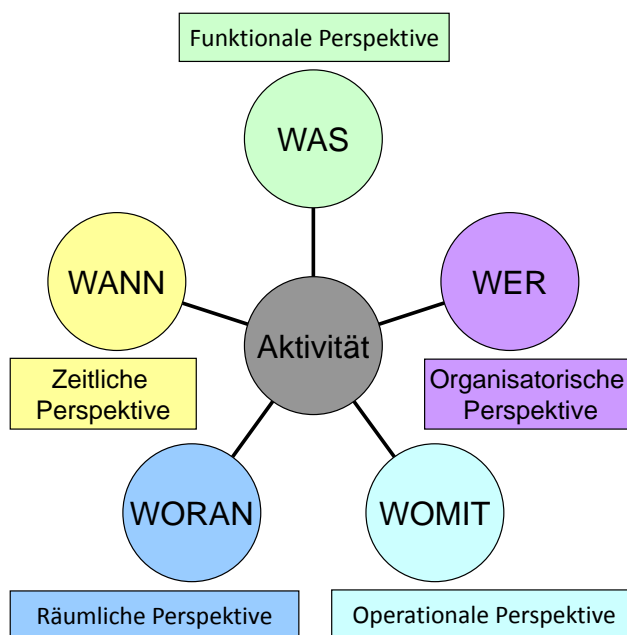 Funktionale Perspektive
WAS
WANN
WER
Aktivität
Zeitliche
Perspektive
Organisatorische
Perspektive
WORAN
WOMIT
Räumliche Perspektive
Operationale Perspektive